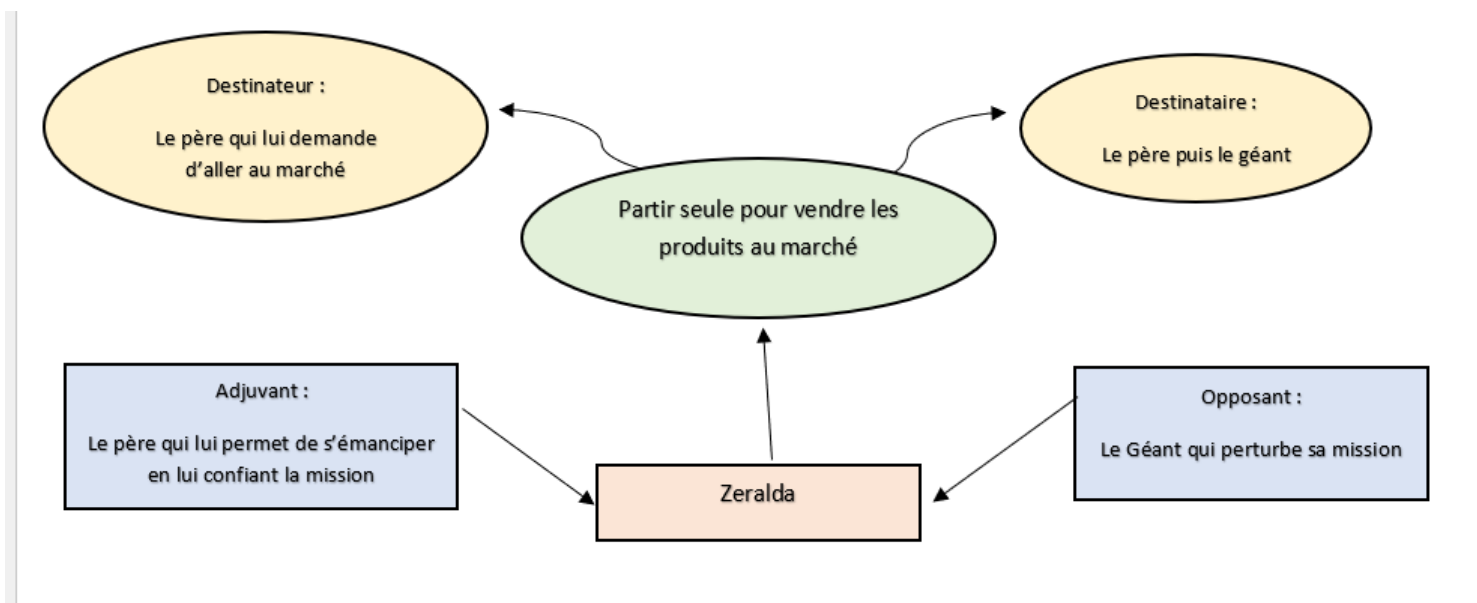 Destinateur :
Le père qui lui demande
d'aller au marché
Destinataire :
Le père puis le géant
Partir seule pour vendre les
produits au marché
Adjuvant :
Le père qui lui permet de s'émanciper
en lui confiant la mission
Opposant :
Le Géant qui perturbe sa mission
Zeralda